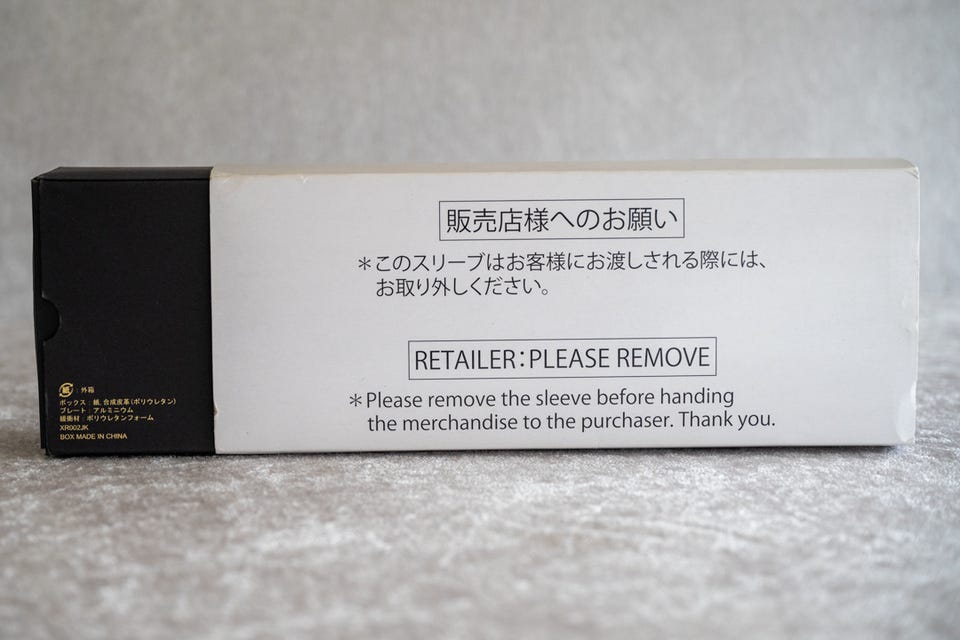 販売店様へのお願い
＊このスリーブはお客様にお渡しされる際には、
お取り外しください。
RETAILER：PLEASE REMOVE
＊Please remove the sleeve before handing
the merchandise to the purchaser. Thank you.
紙：外箱
ボックス：紙, 合成皮革（ポリウレタン）
プレート：アルミニウム
緩衝材：ポリウレタンフォーム
XR002JK
BOX MADE IN CHINA